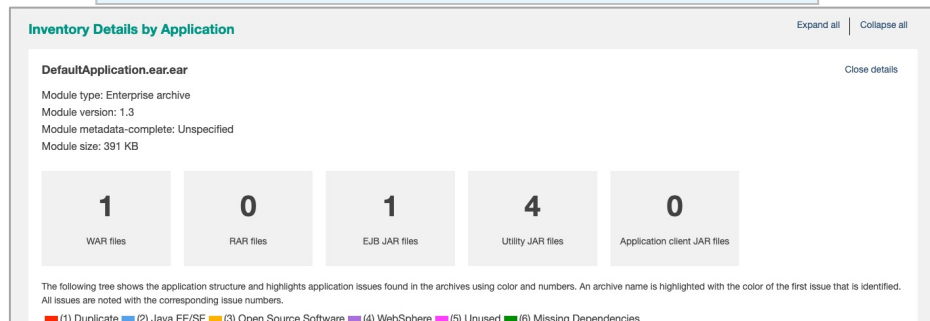 Inventory Details by Application
Expand all | Collapse all
DefaultApplication.ear.ear
Close details
Module type: Enterprise archive
Module version: 1.3
Module metadata-complete: Unspecified
Module size: 391 KB
1 0 1 4 0
WAR files RAR files EJB JAR files Utility JAR files Application client JAR files
The following tree shows the application structure and highlights application issues found in the archives using color and numbers. An archive name is highlighted with the color of the first issue that is identified.
All issues are noted with the corresponding issue numbers.
(1) Duplicate (2) Java EE/SE (3) Open Source Software (4) WebSphere (5) Unused (6) Missing Dependencies